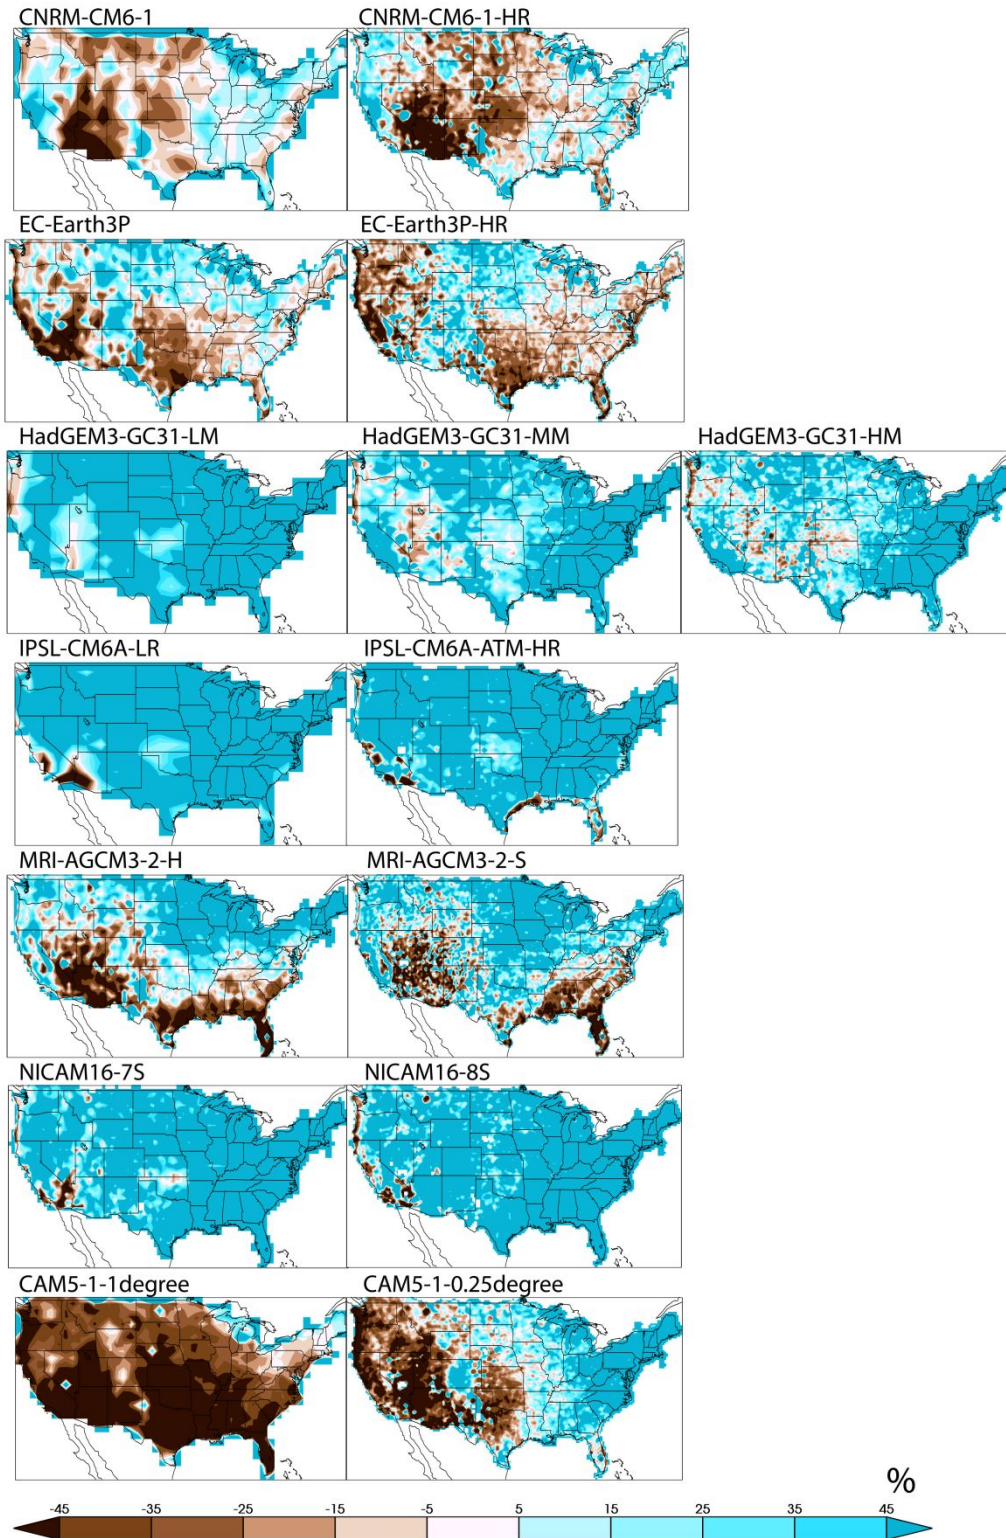 CNRM-CM6-1 CNRM-CM6-1-HR
EC-Earth3P EC-Earth3P-HR
HadGEM3-GC31-LM HadGEM3-GC31-MM HadGEM3-GC31-HM
IPSL-CM6A-LR IPSL-CM6A-ATM-HR
MRI-AGCM3-2-H MRI-AGCM3-2-S
NICAM16-7S NICAM16-8S
CAM5-1-1degree CAM5-1-0.25degree
%
-45 -35 -25 -15 -5 5 15 25 35 45